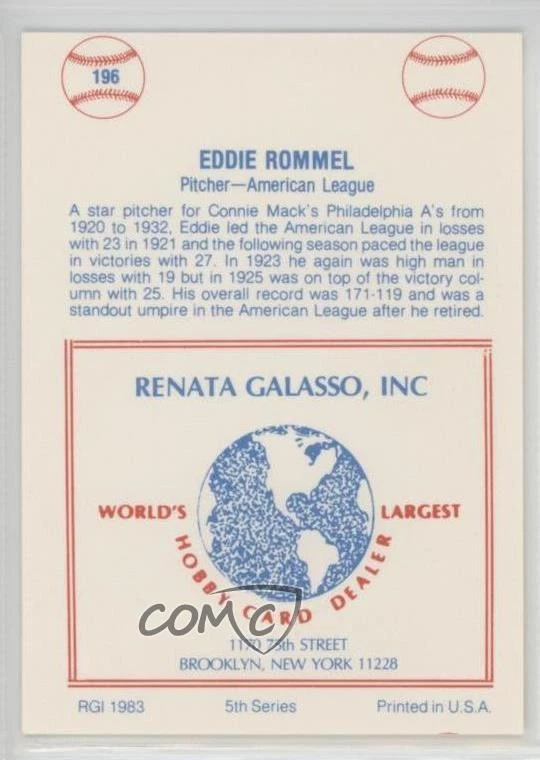 196
EDDIE ROMMEL
Pitcher—American League
A star pitcher for Connie Mack's Philadelphia A's from
1920 to 1932, Eddie led the American League in losses
with 23 in 1921 and the following season paced the league
in victories with 27. In 1923 he again was high man in
losses with 19 but in 1925 was on top of the victory col-
umn with 25. His overall record was 171-119 and was a
standout umpire in the American League after he retired.
RENATA GALASSO, INC
WORLD'S LARGEST
HOBBY CARD DEALER
COMC
1170 75th STREET
BROOKLYN, NEW YORK 11228
RGI 1983 5th Series Printed in U.S.A.